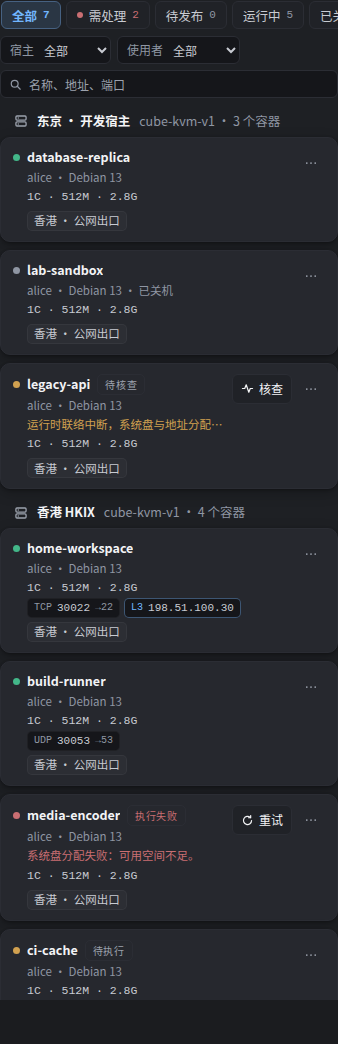 全部 7 需处理 2 待发布 0 运行中 5 已关
宿主 全部 使用者 全部
名称、地址、端口
东京 · 开发宿主 cube-kvm-v1 · 3 个容器
database-replica ...
alice · Debian 13
1C · 512M · 2.8G
香港 · 公网出口
lab-sandbox ...
alice · Debian 13 · 已关机
1C · 512M · 2.8G
香港 · 公网出口
legacy-api 待核查 核查 ...
alice · Debian 13
运行时联络中断，系统盘与地址分配…
1C · 512M · 2.8G
香港 · 公网出口
香港 HKIX cube-kvm-v1 · 4 个容器
home-workspace ...
alice · Debian 13
1C · 512M · 2.8G
TCP 30022 →22 L3 198.51.100.30
香港 · 公网出口
build-runner ...
alice · Debian 13
1C · 512M · 2.8G
UDP 30053 →53
香港 · 公网出口
media-encoder 执行失败 重试 ...
alice · Debian 13
系统盘分配失败：可用空间不足。
1C · 512M · 2.8G
香港 · 公网出口
ci-cache 待执行 ...
alice · Debian 13
1C · 512M · 2.8G